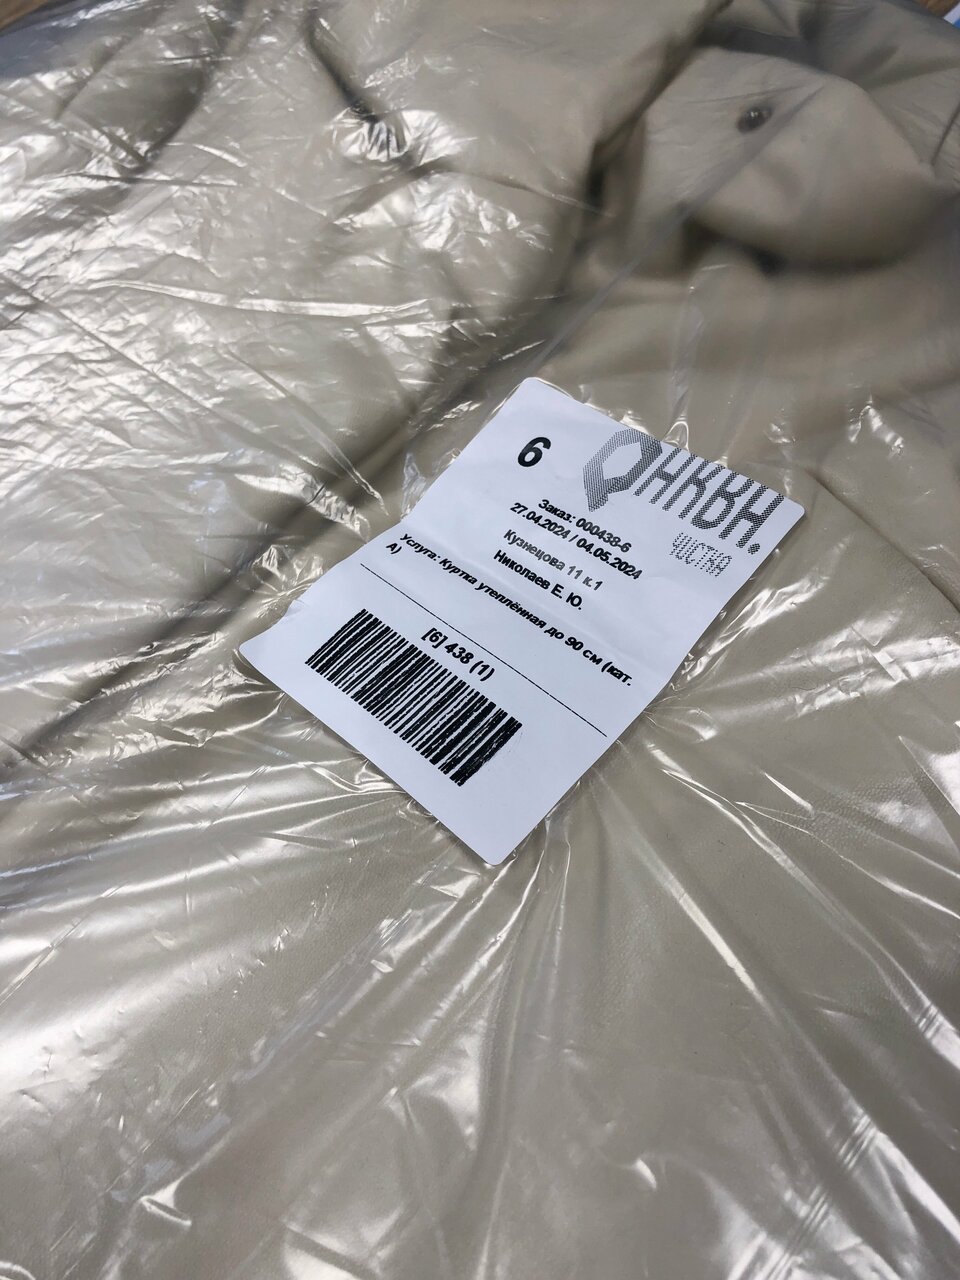 6
АКВА.
ЧИСТКА
Заказ: 000438-6
27.04.2024 / 04.05.2024
Кузнецова 11 к.1
Николаев Е. Ю.
Услуга: Куртка утеплённая до 90 см (кат.
А)
[6] 438 (1)